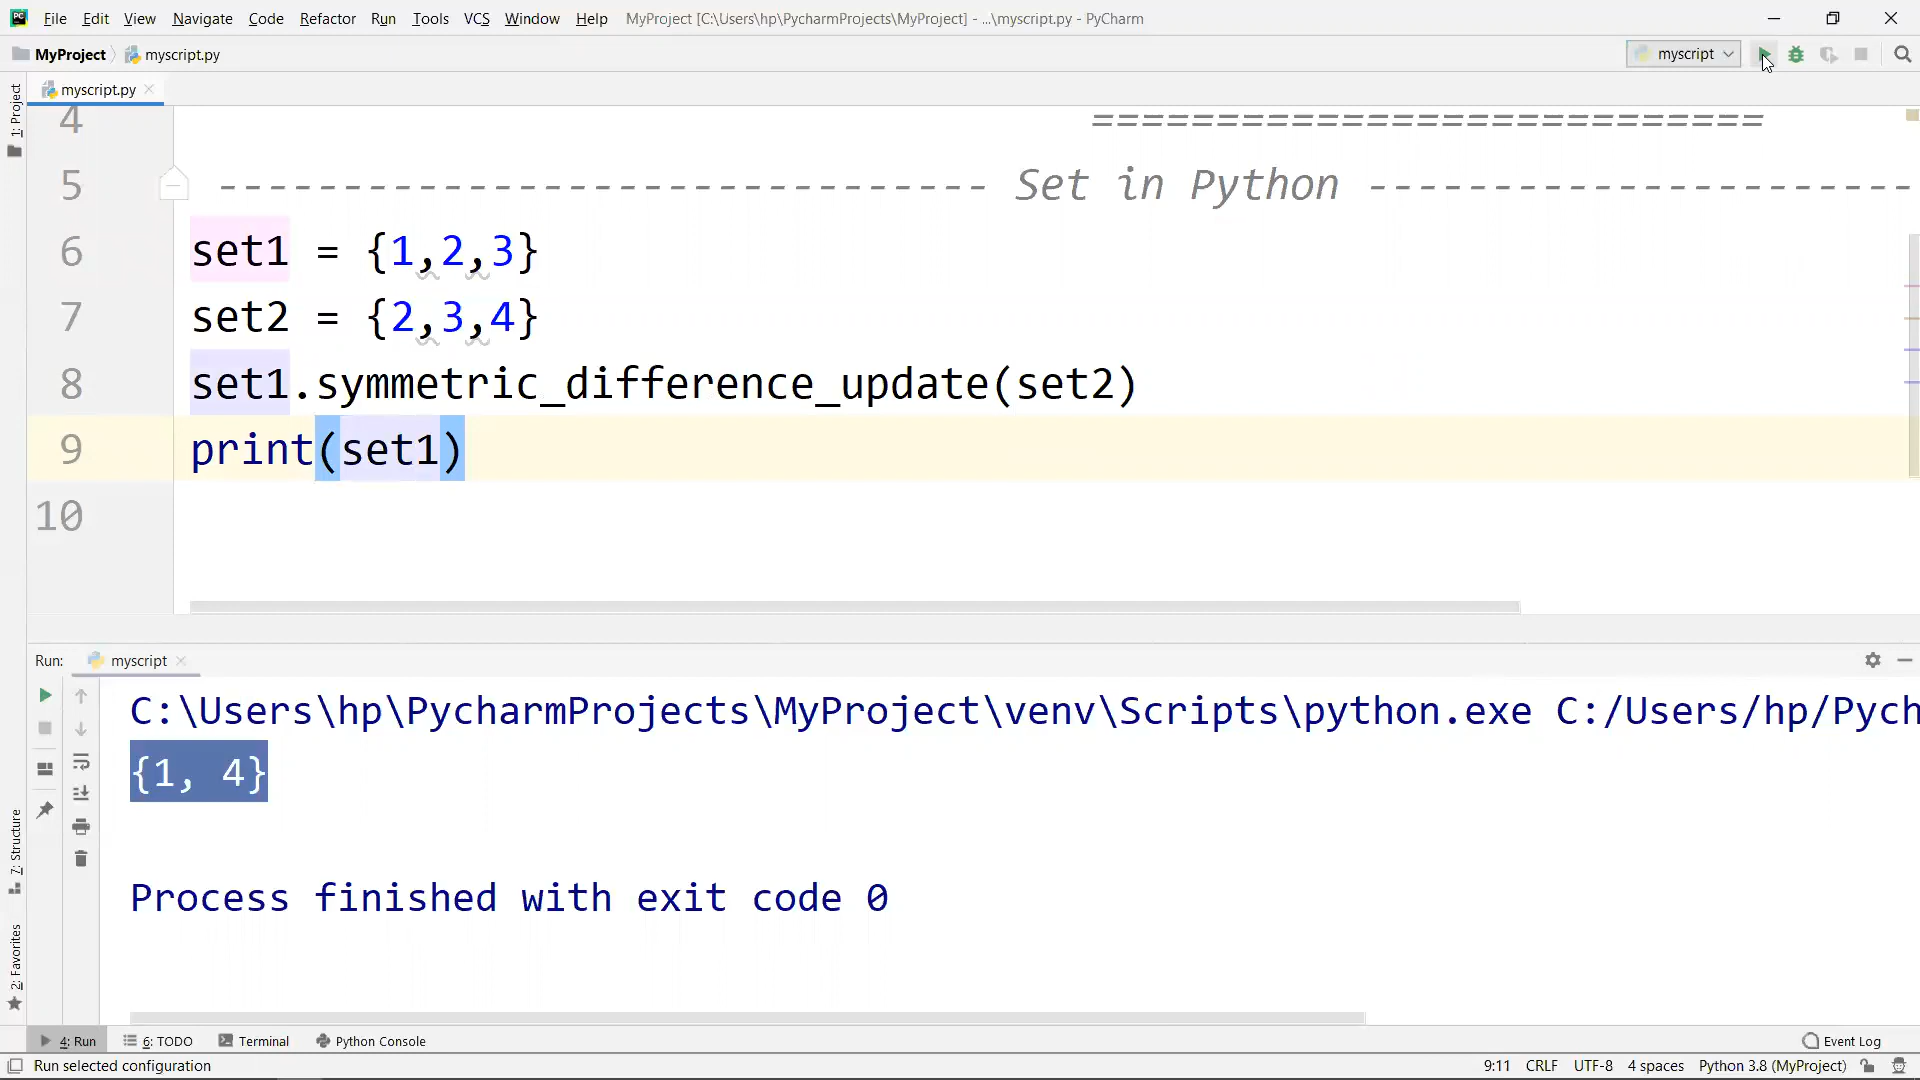 File Edit View Navigate Code Refactor Run Tools VCS Window Help MyProject [C:\Users\hp\PycharmProjects\MyProject] - ...\myscript.py - PyCharm
MyProject myscript.py myscript
myscript.py
1: Project
4 ===========================
5 ------------------------------- Set in Python ----------------------
6 set1 = {1,2,3}
7 set2 = {2,3,4}
8 set1.symmetric_difference_update(set2)
9 print(set1)
10
Run: myscript
C:\Users\hp\PycharmProjects\MyProject\venv\Scripts\python.exe C:/Users/hp/Pych
{1, 4}
Process finished with exit code 0
7: Structure
2: Favorites
4: Run 6: TODO Terminal Python Console Event Log
Run selected configuration 9:11 CRLF UTF-8 4 spaces Python 3.8 (MyProject)